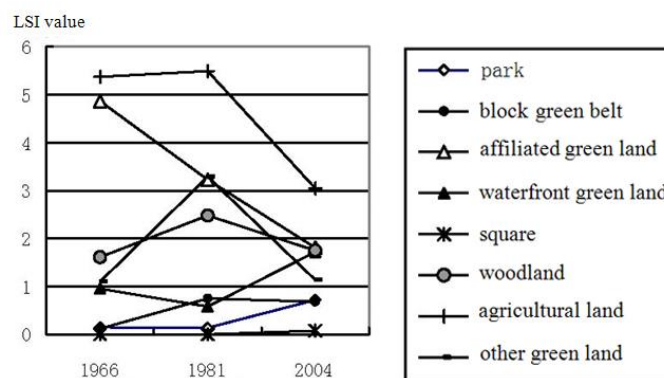 LSI value
6
5
4
3
2
1
0
1966 1981 2004
park
block green belt
affiliated green land
waterfront green land
square
woodland
agricultural land
other green land